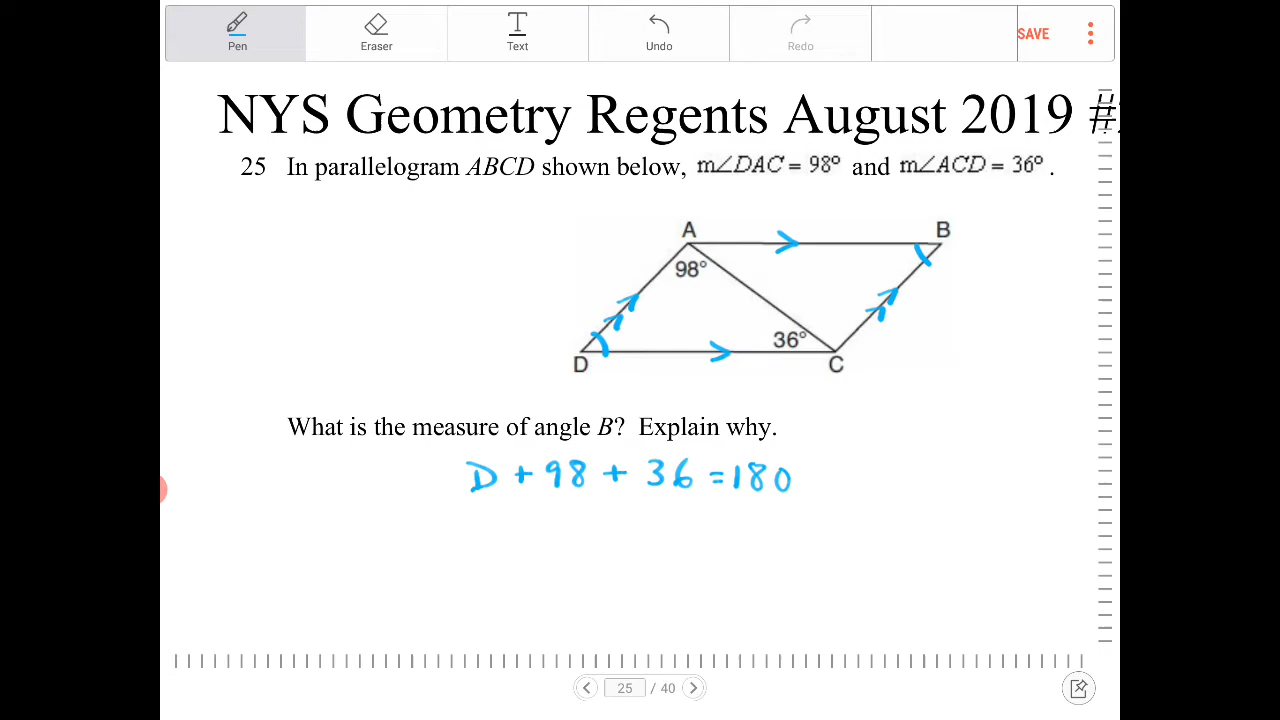 Pen Eraser Text Undo Redo SAVE
NYS Geometry Regents August 2019 #
25 In parallelogram ABCD shown below, m∠DAC = 98° and m∠ACD = 36° .
A B
98°
36°
D C
What is the measure of angle B? Explain why.
D + 98 + 36 = 180
25 / 40